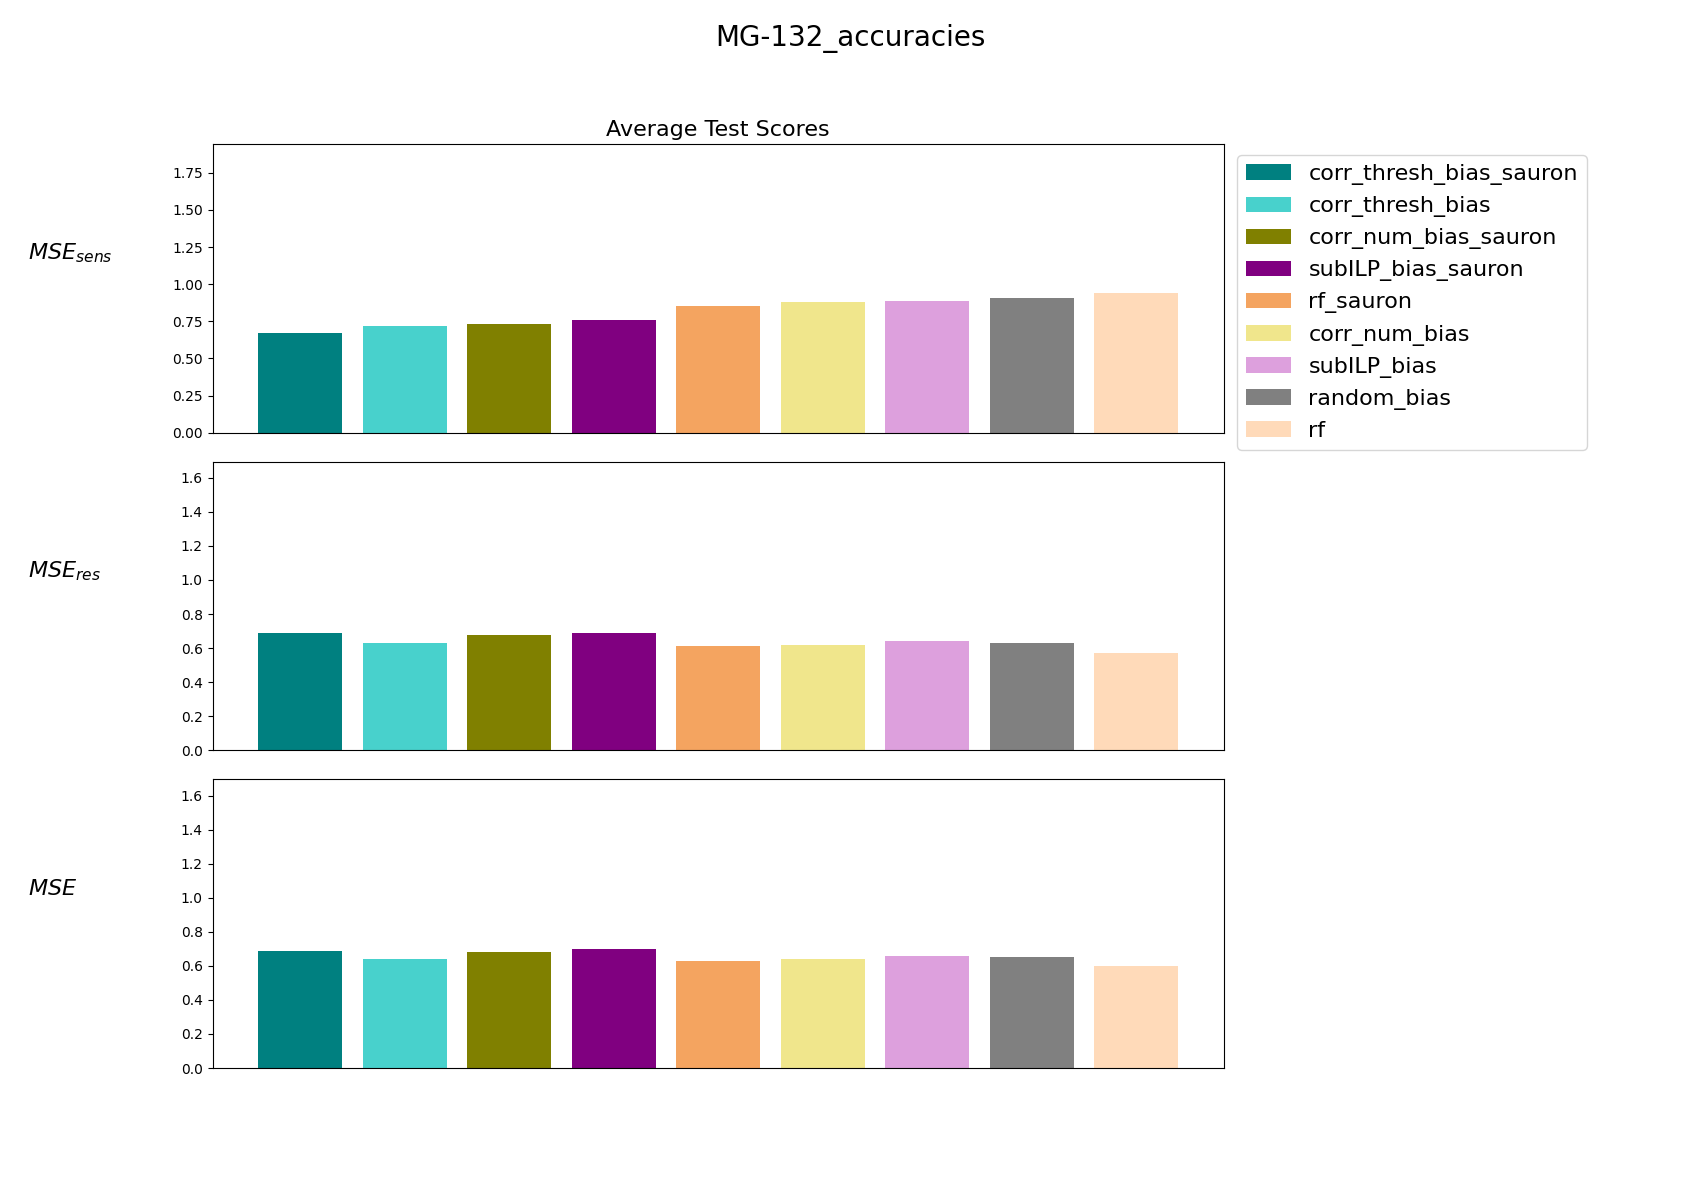 MG-132_accuracies
Average Test Scores
MSE_sens
1.75
1.50
1.25
1.00
0.75
0.50
0.25
0.00
corr_thresh_bias_sauron
corr_thresh_bias
corr_num_bias_sauron
subILP_bias_sauron
rf_sauron
corr_num_bias
subILP_bias
random_bias
rf
MSE_res
1.6
1.4
1.2
1.0
0.8
0.6
0.4
0.2
0.0
MSE
1.6
1.4
1.2
1.0
0.8
0.6
0.4
0.2
0.0